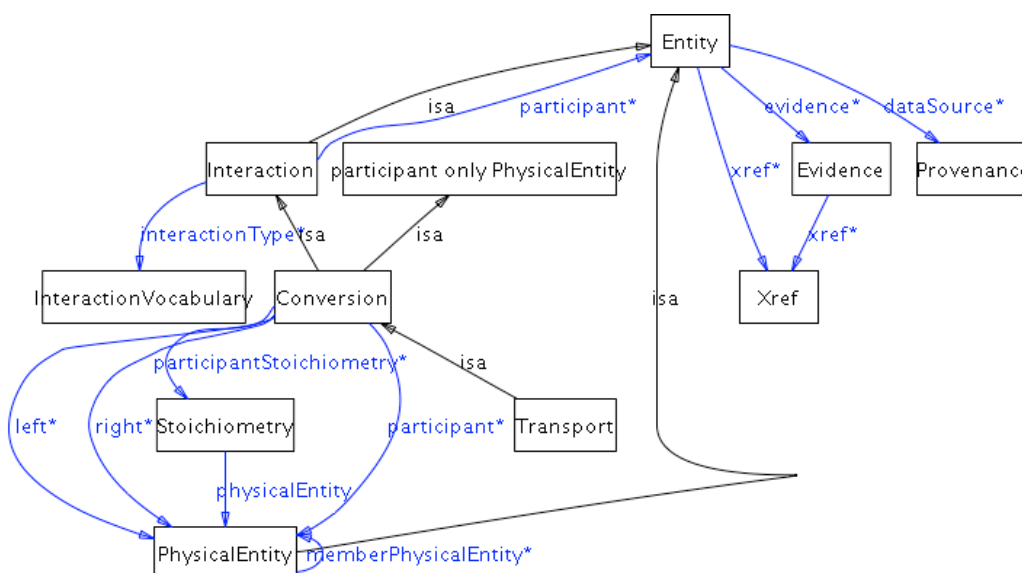 Entity
isa
participant*
evidence*
dataSource*
Interaction
participant only PhysicalEntity
xref*
Evidence
Provenance
interactionType*
isa
isa
xref*
InteractionVocabulary
Conversion
isa
Xref
participantStoichiometry*
isa
left*
right*
Stoichiometry
participant*
Transport
physicalEntity
PhysicalEntity
memberPhysicalEntity*